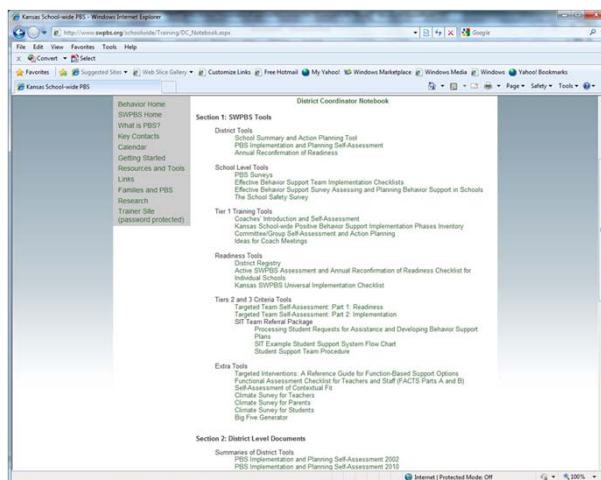 Kansas School-wide PBS - Windows Internet Explorer
http://www.swpbs.org/schoolwide/Training/DC_Notebook.aspx
Google
File Edit View Favorites Tools Help
x Convert Select
Favorites Suggested Sites Web Slice Gallery Customize Links Free Hotmail My Yahoo! Windows Marketplace Windows Media Windows Yahoo! Bookmarks
Kansas School-wide PBS
Page Safety Tools
Behavior Home
SWPBS Home
What is PBS?
Key Contacts
Calendar
Getting Started
Resources and Tools
Links
Families and PBS
Research
Trainer Site
(password protected)
District Coordinator Notebook
Section 1: SWPBS Tools
District Tools
School Summary and Action Planning Tool
PBS Implementation and Planning Self-Assessment
Annual Reconfirmation of Readiness
School Level Tools
PBS Surveys
Effective Behavior Support Team Implementation Checklists
Effective Behavior Support Survey Assessing and Planning Behavior Support in Schools
The School Safety Survey
Tier 1 Training Tools
Coaches' Introduction and Self-Assessment
Kansas School-wide Positive Behavior Support Implementation Phases Inventory
Committee/Group Self-Assessment and Action Planning
Ideas for Coach Meetings
Readiness Tools
District Registry
Active SWPBS Assessment and Annual Reconfirmation of Readiness Checklist for
Individual Schools
Kansas SWPBS Universal Implementation Checklist
Tiers 2 and 3 Criteria Tools
Targeted Team Self-Assessment: Part 1: Readiness
Targeted Team Self-Assessment: Part 2: Implementation
SIT Team Referral Package
Processing Student Requests for Assistance and Developing Behavior Support
Plans
SIT Example Student Support System Flow Chart
Student Support Team Procedure
Extra Tools
Targeted Interventions: A Reference Guide for Function-Based Support Options
Functional Assessment Checklist for Teachers and Staff (FACTS Parts A and B)
Self-Assessment of Contextual Fit
Climate Survey for Teachers
Climate Survey for Parents
Climate Survey for Students
Big Five Generator
Section 2: District Level Documents
Summaries of District Tools
PBS Implementation and Planning Self-Assessment 2002
PBS Implementation and Planning Self-Assessment 2010
Internet | Protected Mode: Off
100%